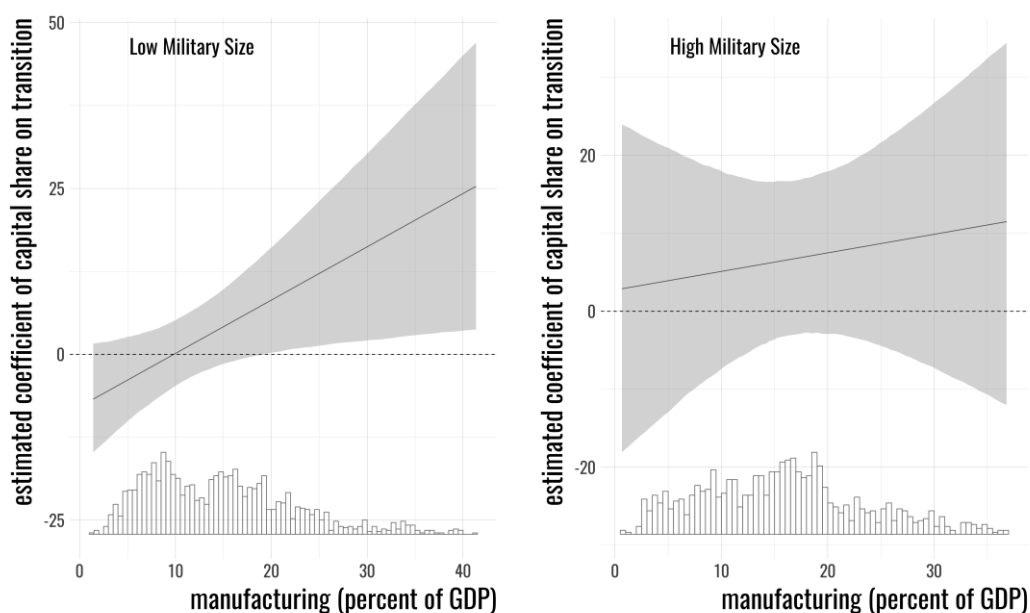 Low Military Size
estimated coefficient of capital share on transition
50
25
0
-25
0
10
20
30
40
manufacturing (percent of GDP)
High Military Size
estimated coefficient of capital share on transition
20
0
-20
0
10
20
30
manufacturing (percent of GDP)